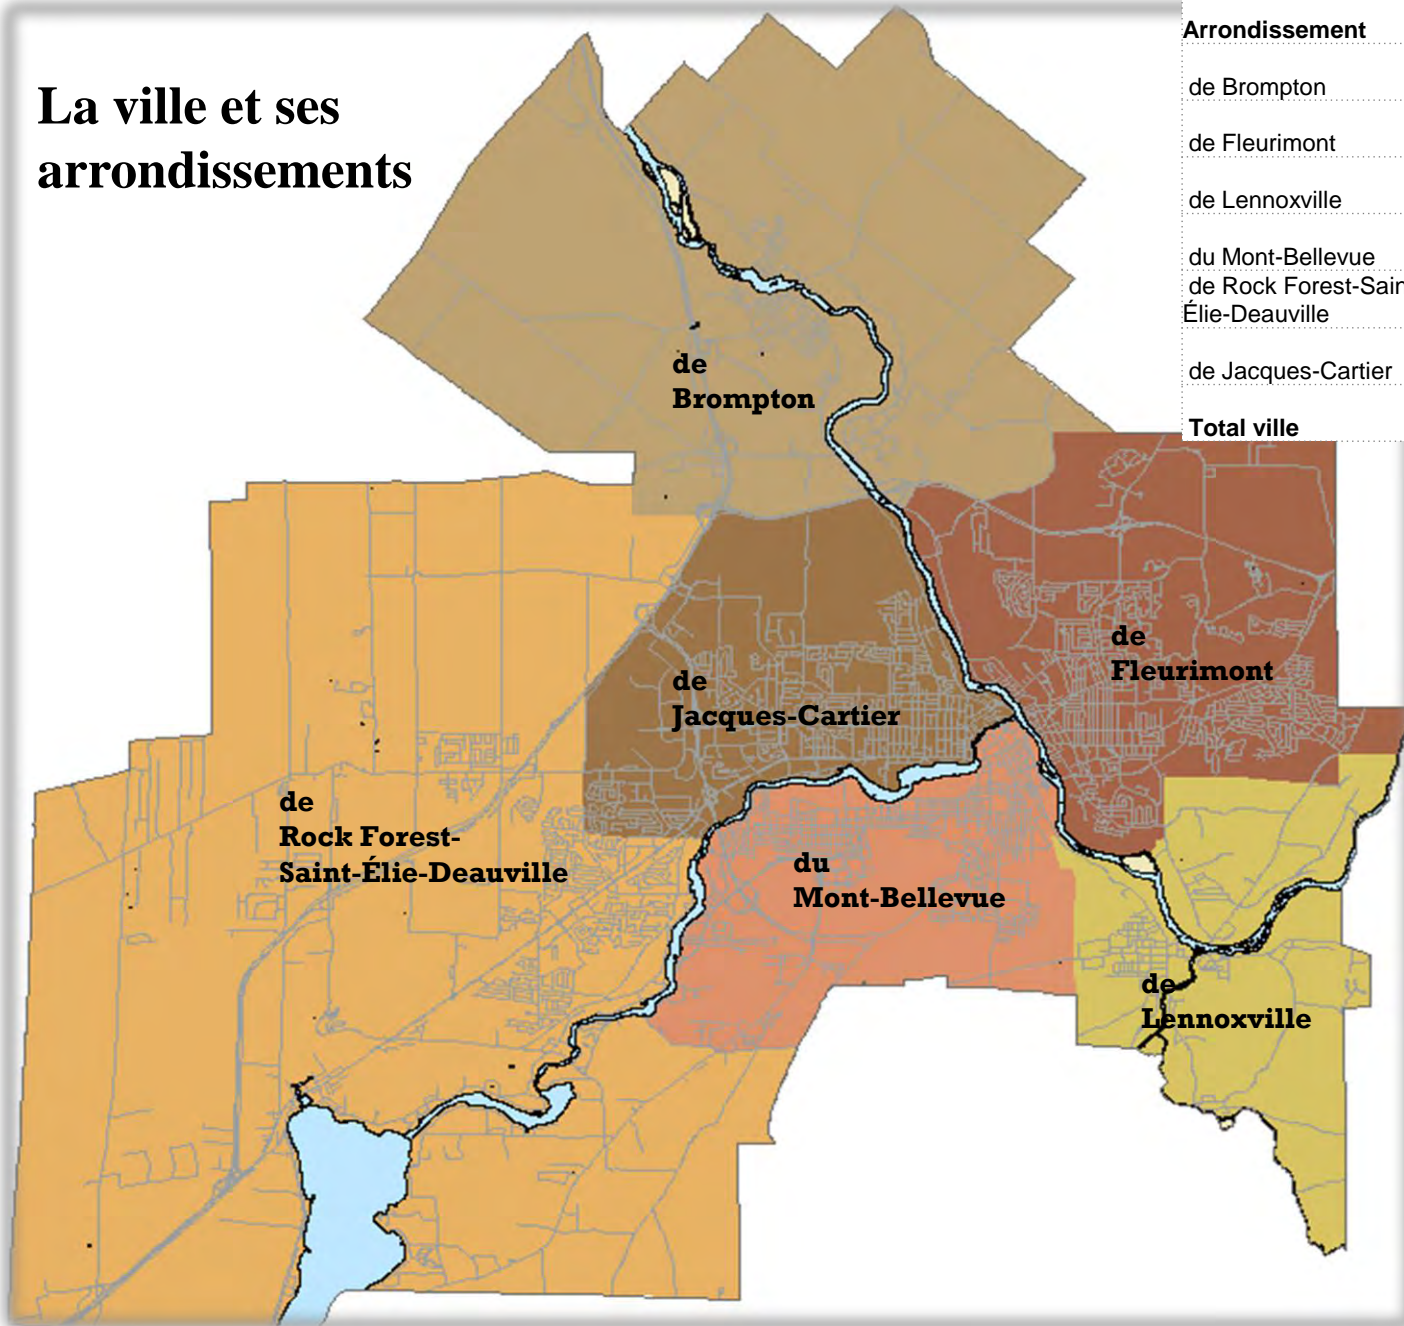 La ville et ses
arrondissements
Arrondissement
de Brompton
de Fleurimont
de Lennoxville
du Mont-Bellevue
de Rock Forest-Sain
Élie-Deauville
de Jacques-Cartier
Total ville
de
Brompton
de
Fleurimont
de
Jacques-Cartier
de
Rock Forest-
Saint-Élie-Deauville
du
Mont-Bellevue
de
Lennoxville